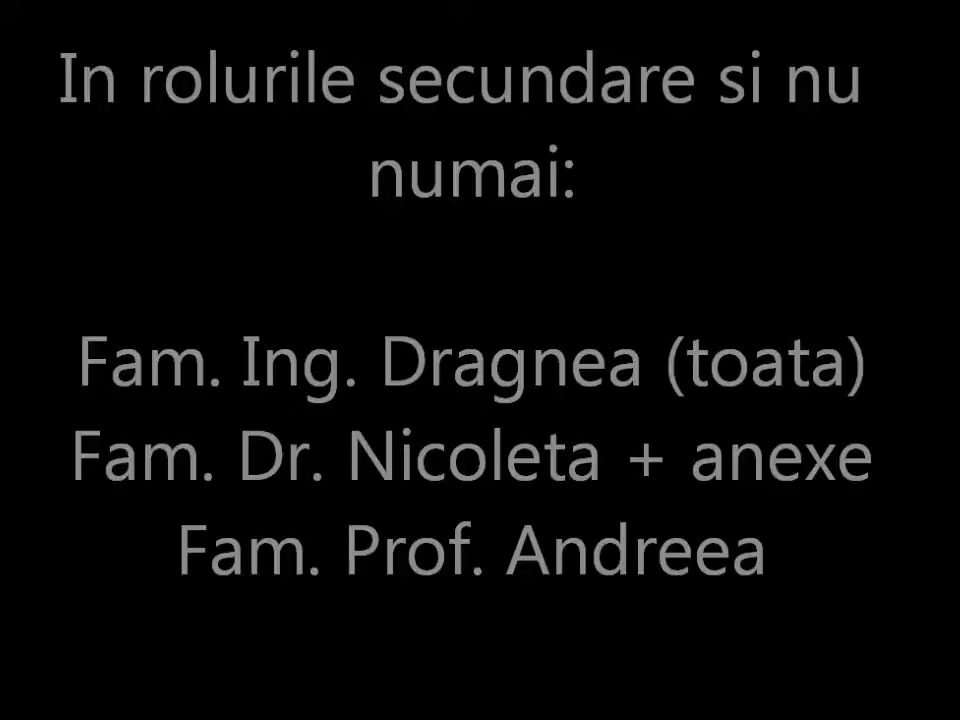 In rolurile secundare si nu
numai:
Fam. Ing. Dragnea (toata)
Fam. Dr. Nicoleta + anexe
Fam. Prof. Andreea